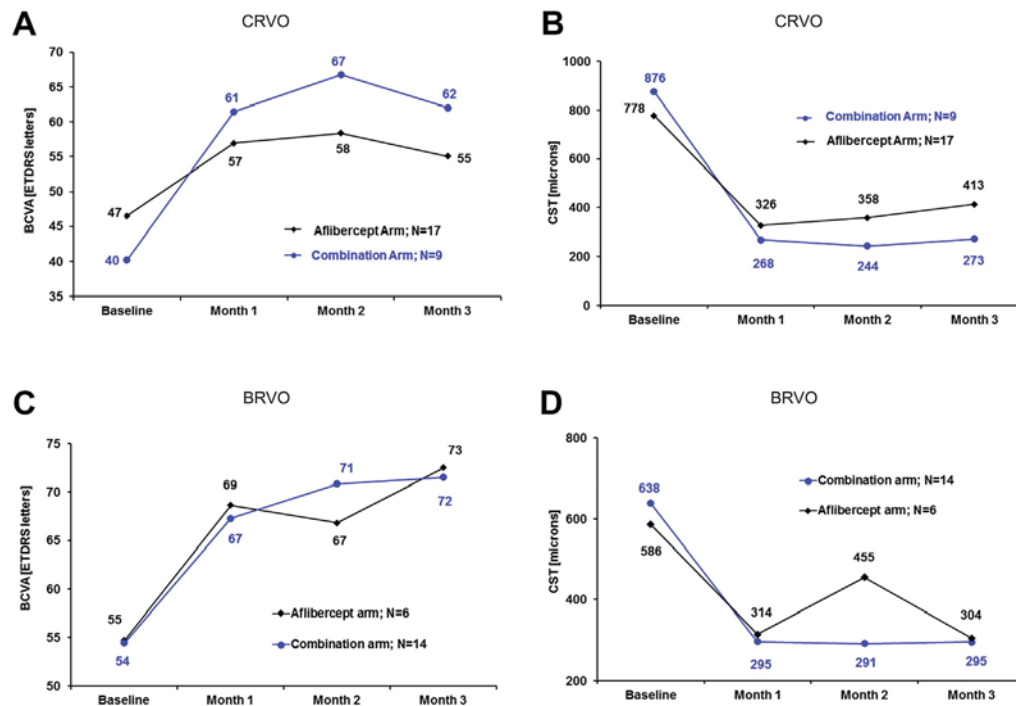 A
CRVO
BCVA [ETDRS letters]
70
65
60
55
50
45
40
35
47
40
61
57
67
58
62
55
Aflibercept Arm; N=17
Combination Arm; N=9
Baseline
Month 1
Month 2
Month 3
B
CRVO
CST [microns]
1000
800
600
400
200
0
876
778
326
268
358
244
413
273
Combination Arm; N=9
Aflibercept Arm; N=17
Baseline
Month 1
Month 2
Month 3
C
BRVO
BCVA [ETDRS letters]
75
70
65
60
55
50
55
54
69
67
71
67
73
72
Aflibercept arm; N=6
Combination arm; N=14
Baseline
Month 1
Month 2
Month 3
D
BRVO
CST [microns]
800
600
400
200
638
586
314
295
455
291
304
295
Combination arm; N=14
Aflibercept arm; N=6
Baseline
Month 1
Month 2
Month 3